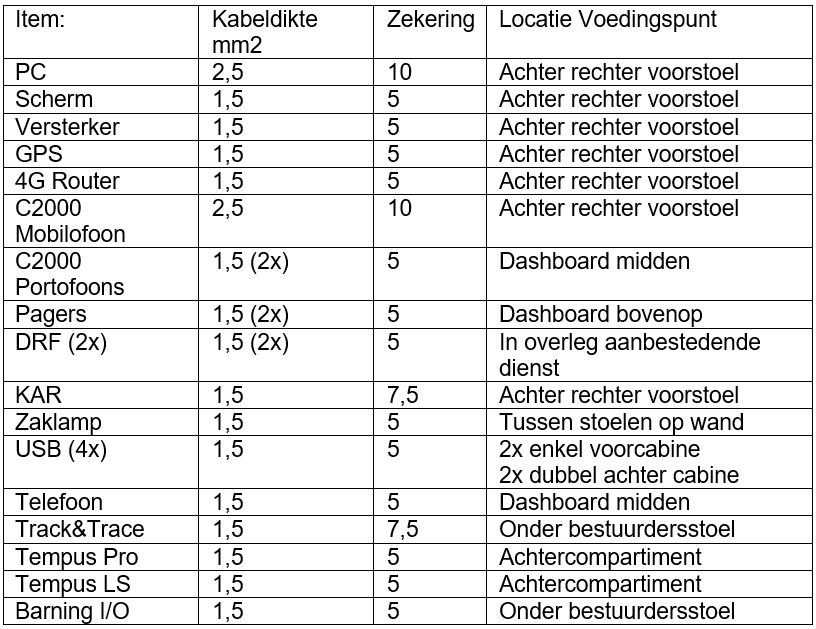 Item: Kabeldikte Zekering Locatie Voedingspunt
mm2
PC 2,5 10 Achter rechter voorstoel
Scherm 1,5 5 Achter rechter voorstoel
Versterker 1,5 5 Achter rechter voorstoel
GPS 1,5 5 Achter rechter voorstoel
4G Router 1,5 5 Achter rechter voorstoel
C2000 2,5 10 Achter rechter voorstoel
Mobilofoon
C2000 1,5 (2x) 5 Dashboard midden
Portofoons
Pagers 1,5 (2x) 5 Dashboard bovenop
DRF (2x) 1,5 (2x) 5 In overleg aanbestedende
dienst
KAR 1,5 7,5 Achter rechter voorstoel
Zaklamp 1,5 5 Tussen stoelen op wand
USB (4x) 1,5 5 2x enkel voorcabine
2x dubbel achter cabine
Telefoon 1,5 5 Dashboard midden
Track&Trace 1,5 7,5 Onder bestuurdersstoel
Tempus Pro 1,5 5 Achtercompartiment
Tempus LS 1,5 5 Achtercompartiment
Barning I/O 1,5 5 Onder bestuurdersstoel